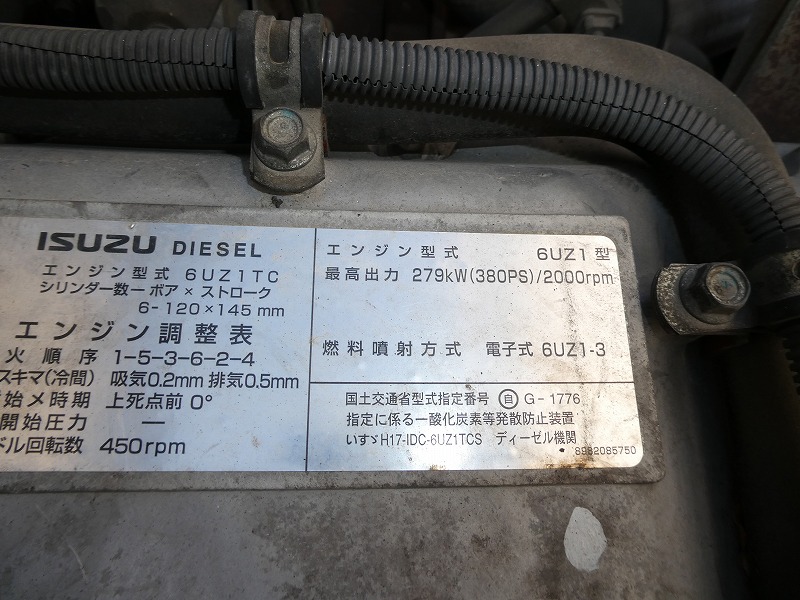 ISUZU DIESEL
エンジン型式 6UZ1TC
シリンダー数－ボア×ストローク
6-120×145mm
エンジン調整表
火順序 1-5-3-6-2-4
スキマ(冷間) 吸気0.2mm 排気0.5mm
始メ時期 上死点前 0°
開始圧力 —
ドル回転数 450rpm
エンジン型式 6UZ1型
最高出力 279kW(380PS)/2000rpm
燃料噴射方式 電子式 6UZ1-3
国土交通省型式指定番号 自 G-1776
指定に係る一酸化炭素等発散防止装置
いすゞH17-IDC-6UZ1TCS ディーゼル機関
8982085750